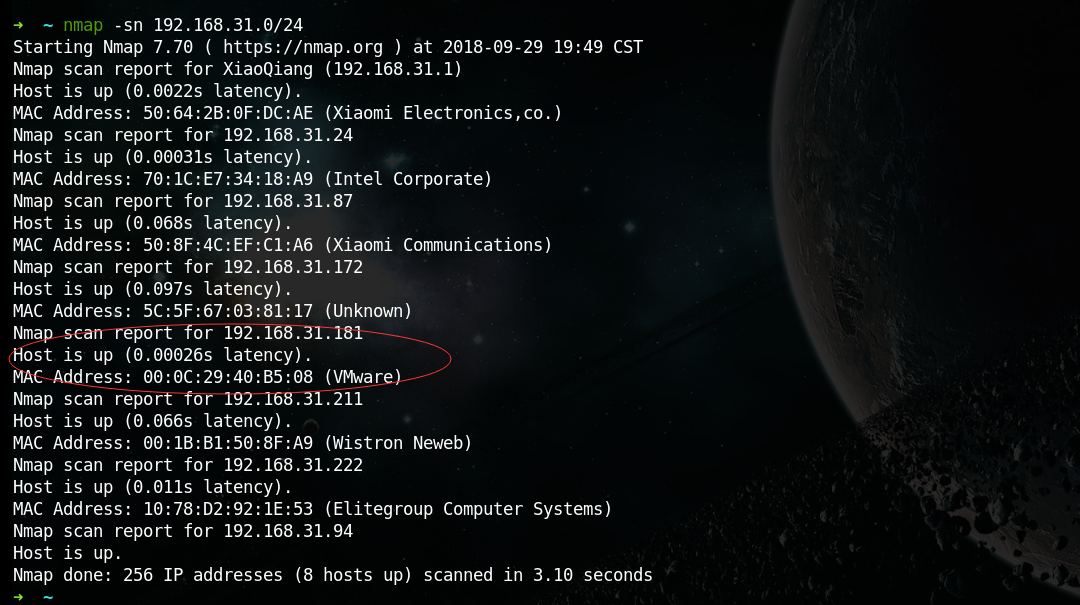 ➜  ~ nmap -sn 192.168.31.0/24
Starting Nmap 7.70 ( https://nmap.org ) at 2018-09-29 19:49 CST
Nmap scan report for XiaoQiang (192.168.31.1)
Host is up (0.0022s latency).
MAC Address: 50:64:2B:0F:DC:AE (Xiaomi Electronics,co.)
Nmap scan report for 192.168.31.24
Host is up (0.00031s latency).
MAC Address: 70:1C:E7:34:18:A9 (Intel Corporate)
Nmap scan report for 192.168.31.87
Host is up (0.068s latency).
MAC Address: 50:8F:4C:EF:C1:A6 (Xiaomi Communications)
Nmap scan report for 192.168.31.172
Host is up (0.097s latency).
MAC Address: 5C:5F:67:03:81:17 (Unknown)
Nmap scan report for 192.168.31.181
Host is up (0.00026s latency).
MAC Address: 00:0C:29:40:B5:08 (VMware)
Nmap scan report for 192.168.31.211
Host is up (0.066s latency).
MAC Address: 00:1B:B1:50:8F:A9 (Wistron Neweb)
Nmap scan report for 192.168.31.222
Host is up (0.011s latency).
MAC Address: 10:78:D2:92:1E:53 (Elitegroup Computer Systems)
Nmap scan report for 192.168.31.94
Host is up.
Nmap done: 256 IP addresses (8 hosts up) scanned in 3.10 seconds
➜  ~